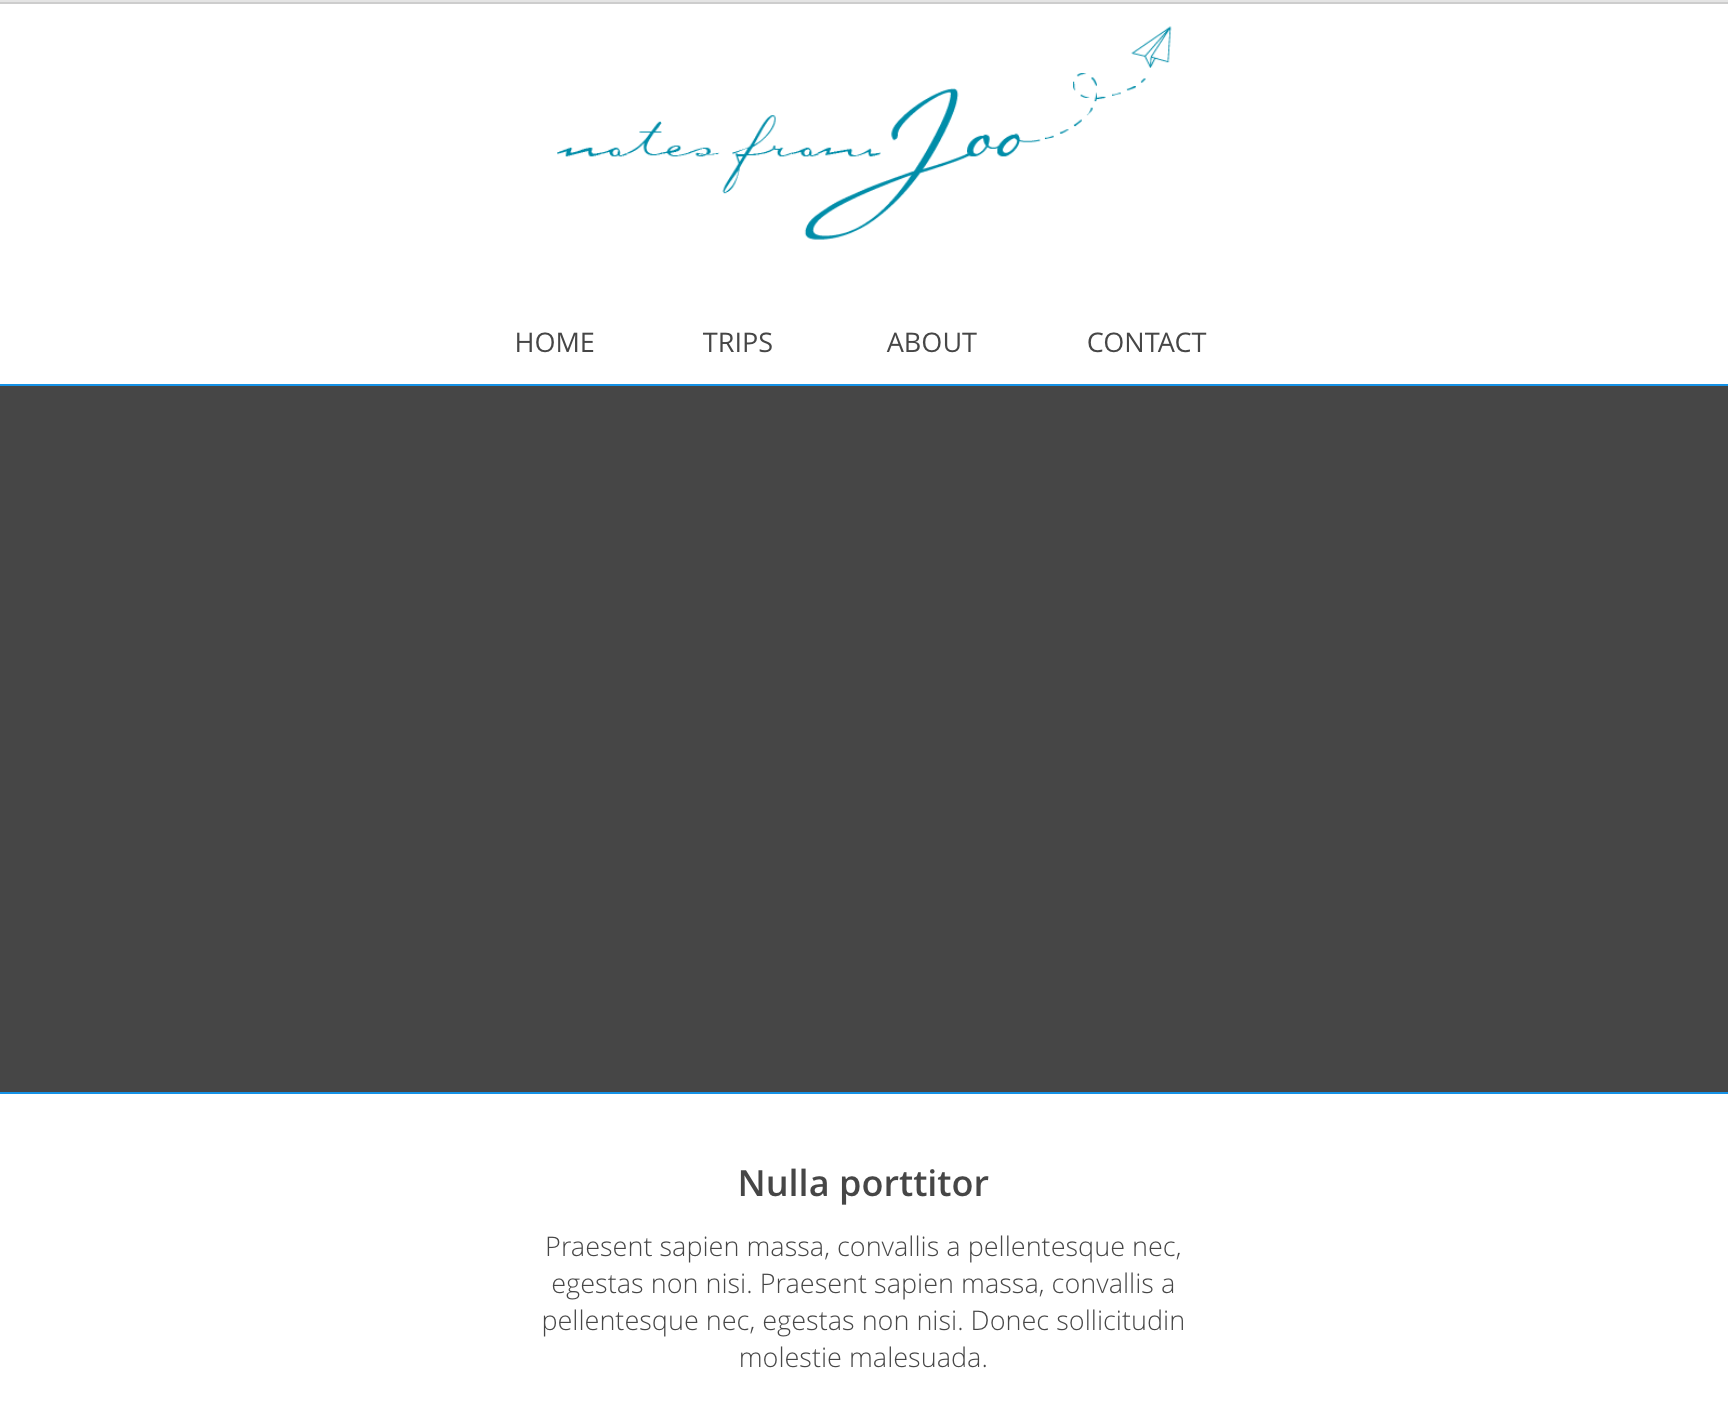 notes from Joo
HOME TRIPS ABOUT CONTACT
Nulla porttitor
Praesent sapien massa, convallis a pellentesque nec,
egestas non nisi. Praesent sapien massa, convallis a
pellentesque nec, egestas non nisi. Donec sollicitudin
molestie malesuada.